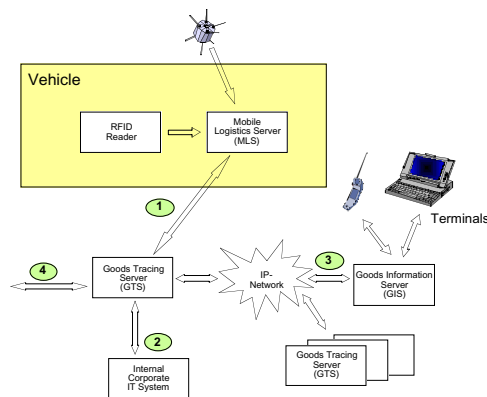 Vehicle
RFID
Reader
Mobile
Logistics Server
(MLS)
1
Terminals
4
Goods Tracing
Server
(GTS)
IP-
Network
3
Goods Information
Server
(GIS)
2
Internal
Corporate
IT System
Goods Tracing
Server
(GTS)